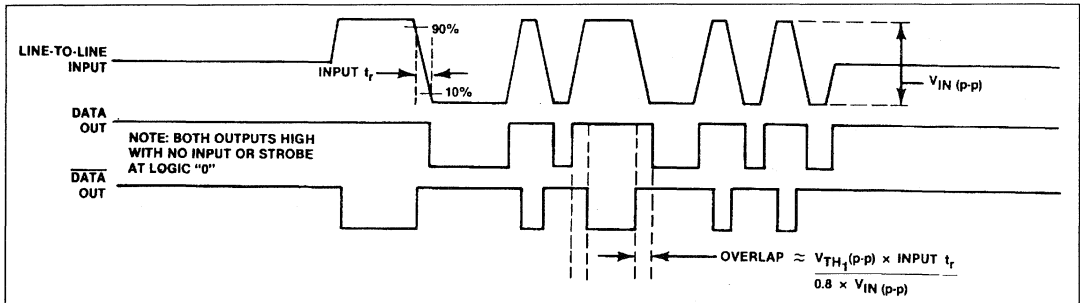 LINE-TO-LINE
INPUT
90%
INPUT tr
10%
VIN (p-p)
DATA
OUT
NOTE: BOTH OUTPUTS HIGH
WITH NO INPUT OR STROBE
AT LOGIC "0"
DATA
OUT
OVERLAP ≈ VTH1(p-p) × INPUT tr
0.8 × VIN (p-p)